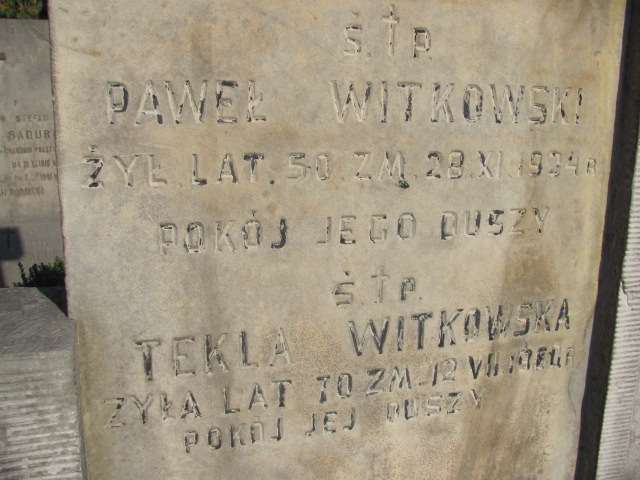 Ś.†P.
PAWEŁ WITKOWSKI
ŻYŁ LAT. 50. ZM. 28.XI.1934 R.
POKÓJ JEGO DUSZY
Ś.†P.
TEKLA WITKOWSKA
ŻYŁA LAT 70 ZM. 12 VII
POKÓJ JEJ DUSZY